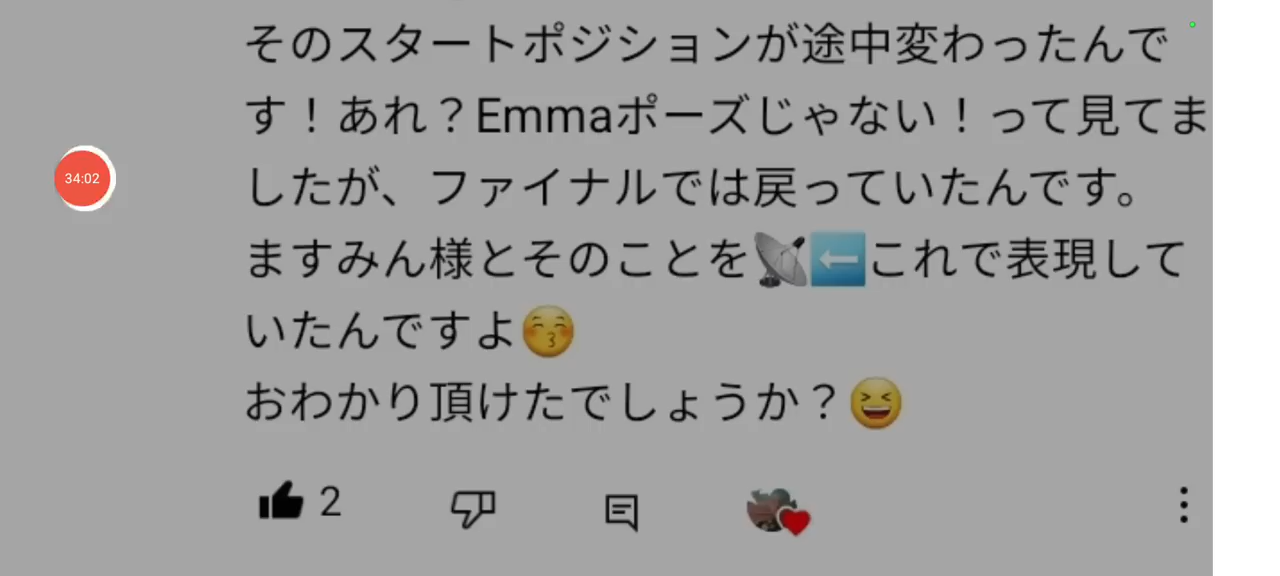 そのスタートポジションが途中変わったんで
す！あれ？Emmaポーズじゃない！って見てま
したが、ファイナルでは戻っていたんです。
ますみん様とそのことを📡⬅️これで表現して
いたんですよ😚
おわかり頂けたでしょうか？😆
34:02
2